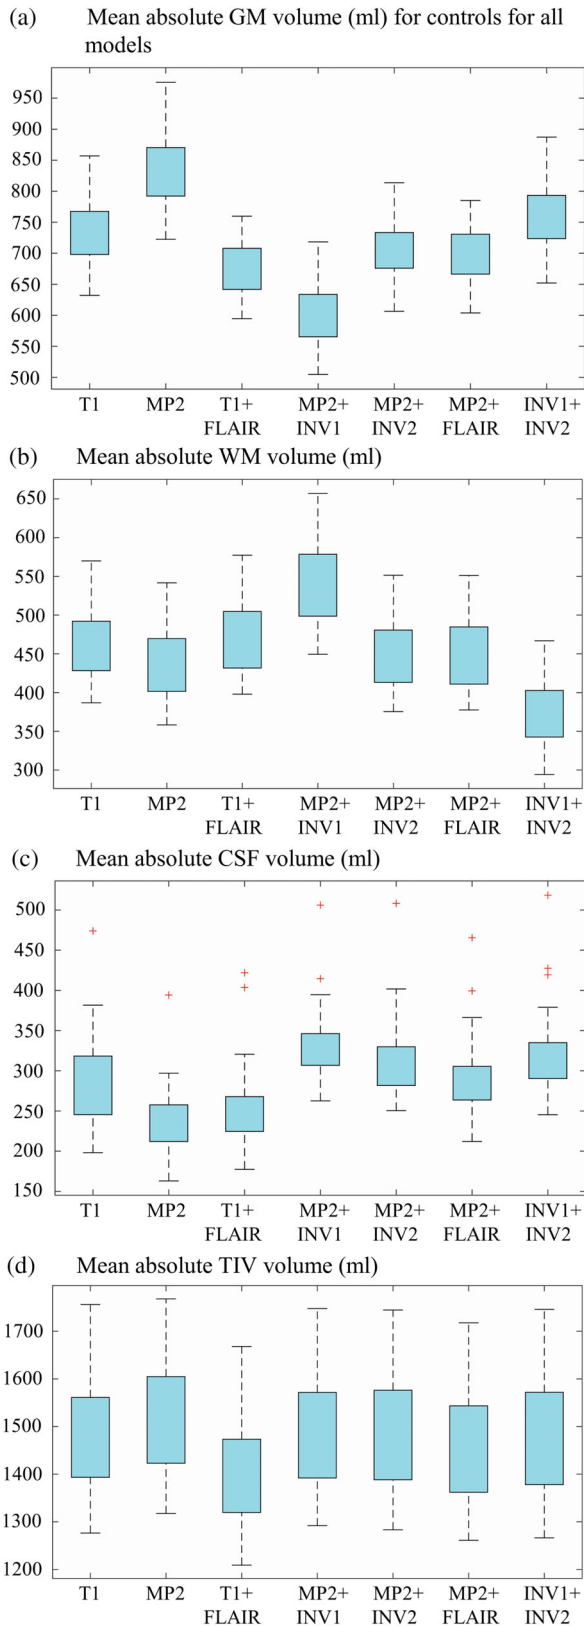 (a) Mean absolute GM volume (ml) for controls for all
models
950
900
850
800
750
700
650
600
550
500
T1 MP2 T1+ MP2+ MP2+ MP2+ INV1+
FLAIR INV1 INV2 FLAIR INV2
(b) Mean absolute WM volume (ml)
650
600
550
500
450
400
350
300
T1 MP2 T1+ MP2+ MP2+ MP2+ INV1+
FLAIR INV1 INV2 FLAIR INV2
(c) Mean absolute CSF volume (ml)
500
450
400
350
300
250
200
150
T1 MP2 T1+ MP2+ MP2+ MP2+ INV1+
FLAIR INV1 INV2 FLAIR INV2
(d) Mean absolute TIV volume (ml)
1700
1600
1500
1400
1300
1200
T1 MP2 T1+ MP2+ MP2+ MP2+ INV1+
FLAIR INV1 INV2 FLAIR INV2